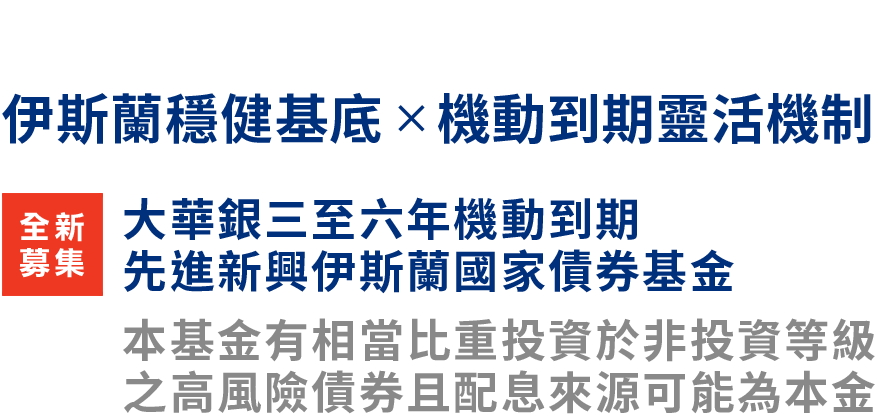 伊斯蘭穩健基底×機動到期靈活機制
全新
募集
大華銀三至六年機動到期
先進新興伊斯蘭國家債券基金
本基金有相當比重投資於非投資等級
之高風險債券且配息來源可能為本金